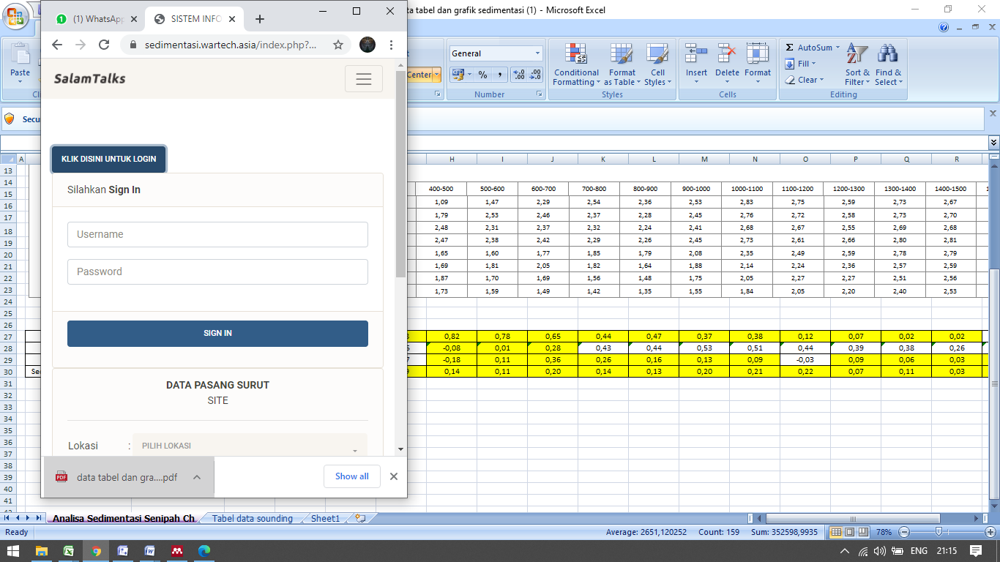 ta tabel dan grafik sedimentasi (1) - Microsoft Excel
(1) WhatsApp
SISTEM INFO
sedimentasi.wartech.asia/index.php?...
SalamTalks
KLIK DISINI UNTUK LOGIN
Silahkan Sign In
Username
Password
SIGN IN
DATA PASANG SURUT
SITE
Lokasi : PILIH LOKASI
data tabel dan gra....pdf
Show all
Paste
Cl
Secu
Center
General
% ,
Number
Conditional Formatting
Format as Table
Cell Styles
Styles
Insert
Delete
Format
Cells
Σ AutoSum
Fill
Clear
Sort & Filter
Find & Select
Editing
A H I J K L M N O P Q R
13
14
400-500 500-600 600-700 700-800 800-900 900-1000 1000-1100 1100-1200 1200-1300 1300-1400 1400-1500 1
15
16 1,09 1,47 2,29 2,54 2,36 2,53 2,83 2,75 2,59 2,73 2,67
17 1,79 2,53 2,46 2,37 2,28 2,45 2,76 2,72 2,58 2,73 2,70
18 2,48 2,31 2,37 2,32 2,24 2,41 2,68 2,67 2,55 2,69 2,68
19 2,47 2,38 2,42 2,29 2,26 2,45 2,73 2,61 2,66 2,80 2,81
20 1,65 1,60 1,77 1,85 1,79 2,08 2,35 2,49 2,59 2,78 2,79
21 1,69 1,81 2,05 1,82 1,64 1,88 2,14 2,24 2,36 2,57 2,59
22 1,87 1,70 1,69 1,56 1,48 1,75 2,05 2,27 2,27 2,51 2,56
23 1,73 1,59 1,49 1,42 1,35 1,55 1,84 2,05 2,20 2,40 2,53
24
25
26
27 0,82 0,78 0,65 0,44 0,47 0,37 0,38 0,12 0,07 0,02 0,02
28 -0,08 0,01 0,28 0,43 0,44 0,53 0,51 0,44 0,39 0,38 0,26
29 7 -0,18 0,11 0,36 0,26 0,16 0,13 0,09 -0,03 0,09 0,06 0,03
30 Se 9 0,14 0,11 0,20 0,14 0,13 0,20 0,21 0,22 0,07 0,11 0,03
31
32
33
34
35
36
37
38
39
40
41
Analisa Sedimentasi Senipah Ch
Tabel data sounding
Sheet1
Ready
Average: 2651,120252
Count: 159
Sum: 352598,9935
78%
ENG
21:15